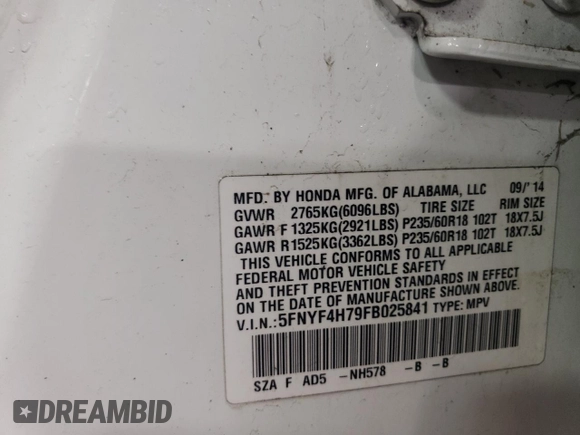 MFD. BY HONDA MFG. OF ALABAMA, LLC 09/'14
GVWR 2765KG(6096LBS) TIRE SIZE RIM SIZE
GAWR F 1325KG(2921LBS) P235/60R18 102T 18X7.5J
GAWR R 1525KG(3362LBS) P235/60R18 102T 18X7.5J
THIS VEHICLE CONFORMS TO ALL APPLICABLE
FEDERAL MOTOR VEHICLE SAFETY
AND THEFT PREVENTION STANDARDS IN EFFECT
ON THE DATE OF MANUFACTURE SHOWN ABOVE.
V.I.N.: 5FNYF4H79FB025841 TYPE: MPV
SZA F AD5 -NH578 -B -B
DREAMBID